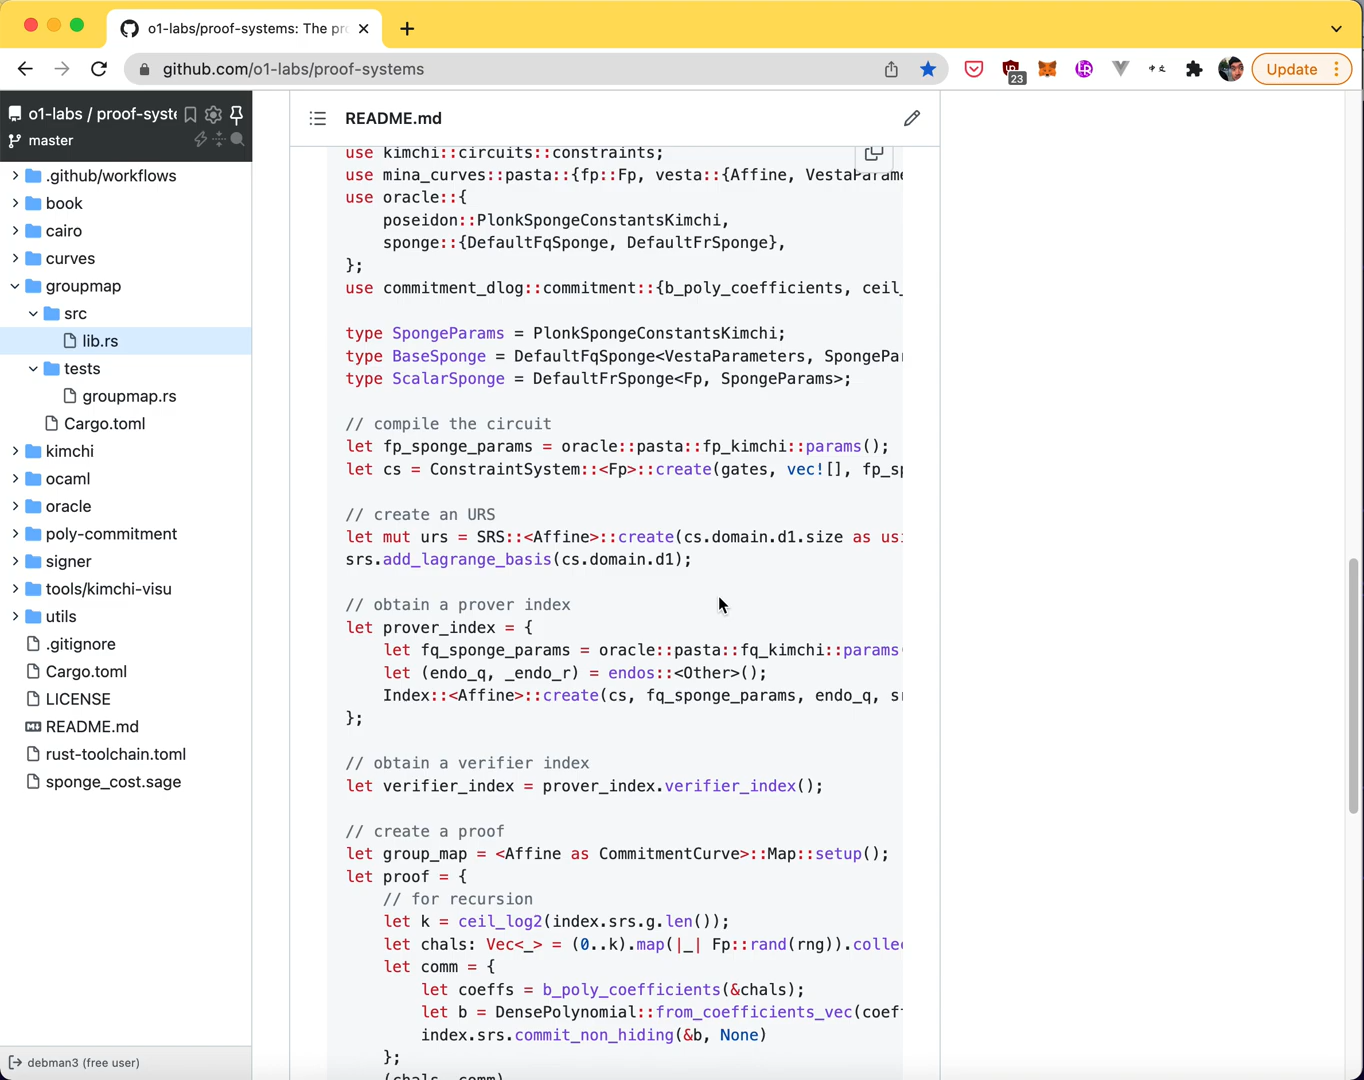 o1-labs/proof-systems: The pr
github.com/o1-labs/proof-systems
23
Update
o1-labs / proof-syste
master
.github/workflows
book
cairo
curves
groupmap
src
lib.rs
tests
groupmap.rs
Cargo.toml
kimchi
ocaml
oracle
poly-commitment
signer
tools/kimchi-visu
utils
.gitignore
Cargo.toml
LICENSE
README.md
rust-toolchain.toml
sponge_cost.sage
debman3 (free user)
README.md
use kimchi::circuits::constraints;
use mina_curves::pasta::{fp::Fp, vesta::{Affine, VestaParame
use oracle::{
    poseidon::PlonkSpongeConstantsKimchi,
    sponge::{DefaultFqSponge, DefaultFrSponge},
};
use commitment_dlog::commitment::{b_poly_coefficients, ceil_
type SpongeParams = PlonkSpongeConstantsKimchi;
type BaseSponge = DefaultFqSponge<VestaParameters, SpongePar
type ScalarSponge = DefaultFrSponge<Fp, SpongeParams>;
// compile the circuit
let fp_sponge_params = oracle::pasta::fp_kimchi::params();
let cs = ConstraintSystem::<Fp>::create(gates, vec![], fp_sp
// create an URS
let mut urs = SRS::<Affine>::create(cs.domain.d1.size as usi
srs.add_lagrange_basis(cs.domain.d1);
// obtain a prover index
let prover_index = {
    let fq_sponge_params = oracle::pasta::fq_kimchi::params(
    let (endo_q, _endo_r) = endos::<Other>();
    Index::<Affine>::create(cs, fq_sponge_params, endo_q, sr
};
// obtain a verifier index
let verifier_index = prover_index.verifier_index();
// create a proof
let group_map = <Affine as CommitmentCurve>::Map::setup();
let proof = {
    // for recursion
    let k = ceil_log2(index.srs.g.len());
    let chals: Vec<_> = (0..k).map(|_| Fp::rand(rng)).collec
    let comm = {
        let coeffs = b_poly_coefficients(&chals);
        let b = DensePolynomial::from_coefficients_vec(coeff
        index.srs.commit_non_hiding(&b, None)
    };
    (chals, comm)